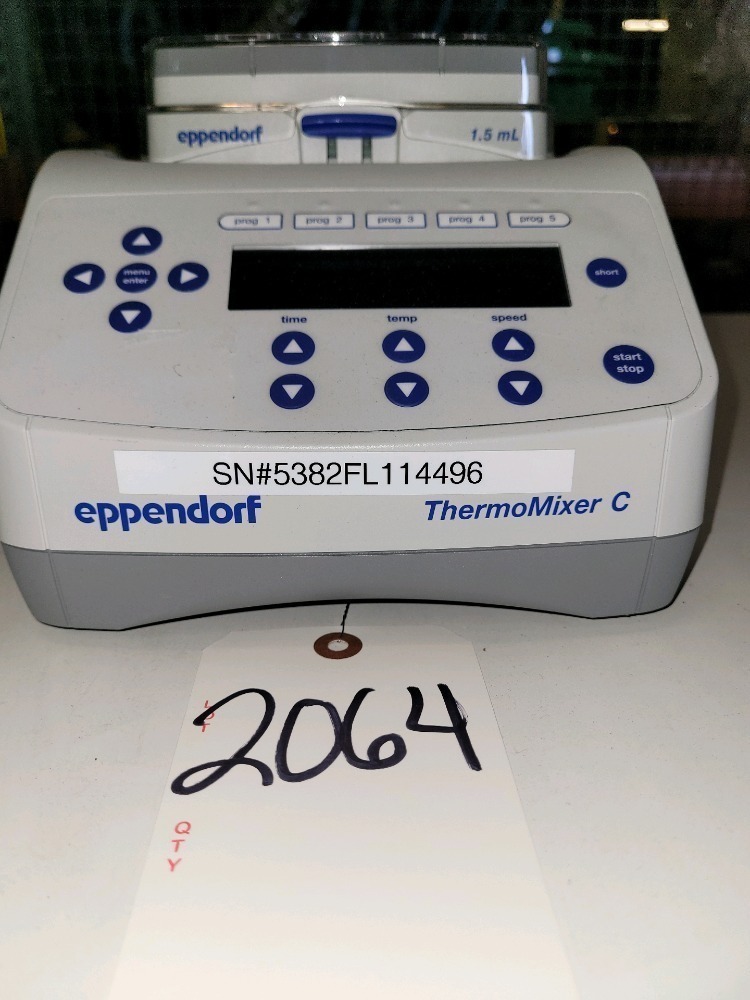 eppendorf 1.5 mL
prog 1 prog 2 prog 3 prog 4 prog 5
menu
enter
short
time temp speed
start
stop
SN#5382FL114496
eppendorf ThermoMixer C
LOT
2064
QTY